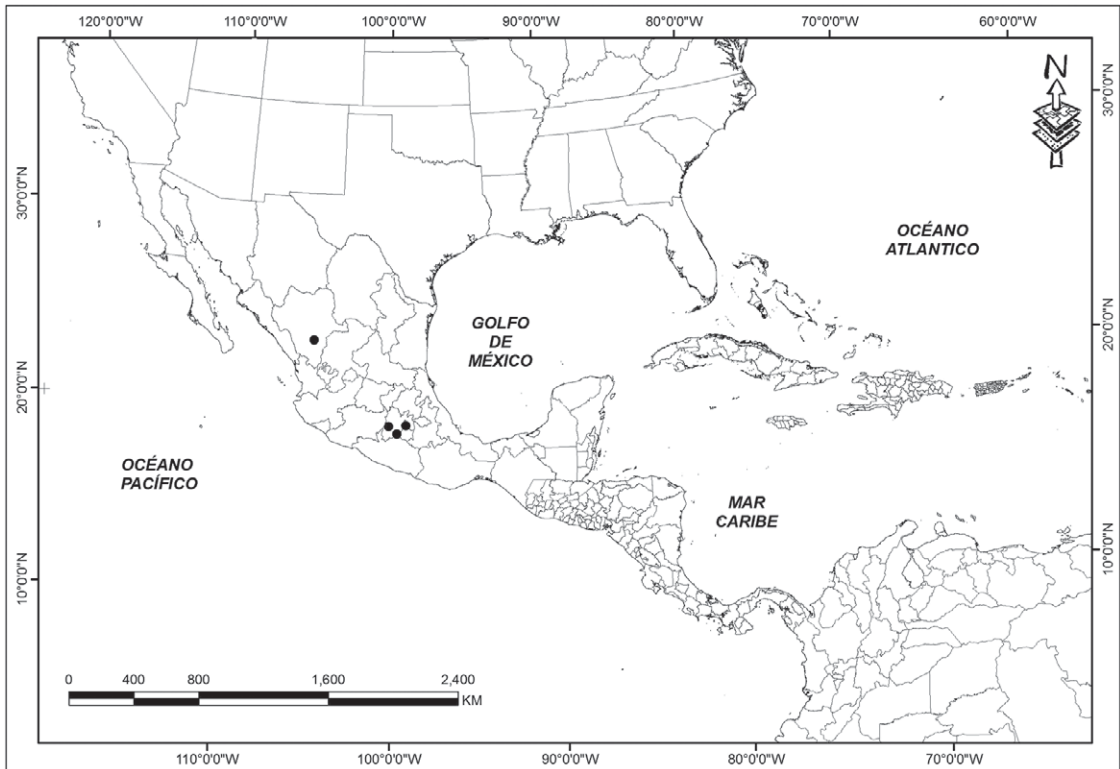 120°0'0"W 110°0'0"W 100°0'0"W 90°0'0"W 80°0'0"W 70°0'0"W 60°0'0"W
N
30°0'0"N
30°0'0"N
OCÉANO
ATLANTICO
GOLFO
DE
MÉXICO
20°0'0"N
20°0'0"N
OCÉANO
PACÍFICO
MAR
CARIBE
10°0'0"N
10°0'0"N
0 400 800 1,600 2,400
KM
110°0'0"W 100°0'0"W 90°0'0"W 80°0'0"W 70°0'0"W